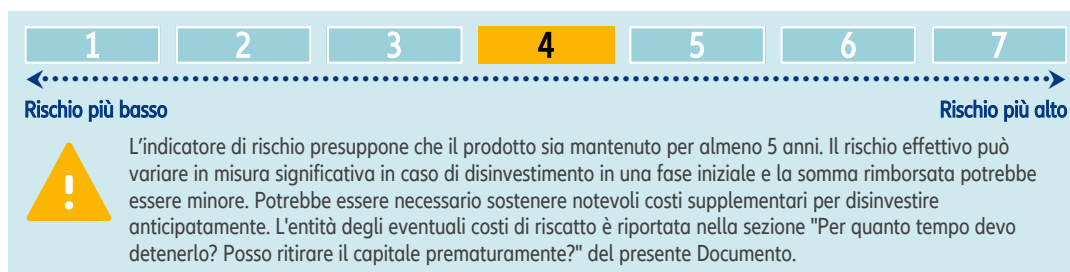 1 2 3 4 5 6 7
Rischio più basso Rischio più alto
L'indicatore di rischio presuppone che il prodotto sia mantenuto per almeno 5 anni. Il rischio effettivo può
variare in misura significativa in caso di disinvestimento in una fase iniziale e la somma rimborsata potrebbe
essere minore. Potrebbe essere necessario sostenere notevoli costi supplementari per disinvestire
anticipatamente. L'entità degli eventuali costi di riscatto è riportata nella sezione "Per quanto tempo devo
detenerlo? Posso ritirare il capitale prematuramente?" del presente Documento.